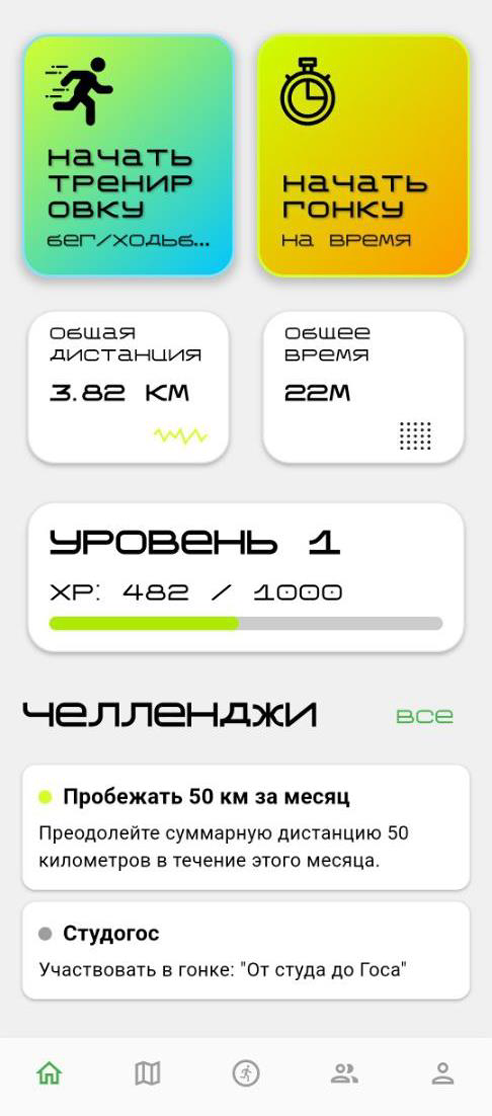 начать
тренир
овку
бег/ходьб...
начать
гонку
на время
общая
дистанция
3.82 км
общее
время
22м
уровень 1
XP: 482 / 1000
челленджи
все
Пробежать 50 км за месяц
Преодолейте суммарную дистанцию 50
километров в течение этого месяца.
Студогос
Участвовать в гонке: "От студа до Госа"